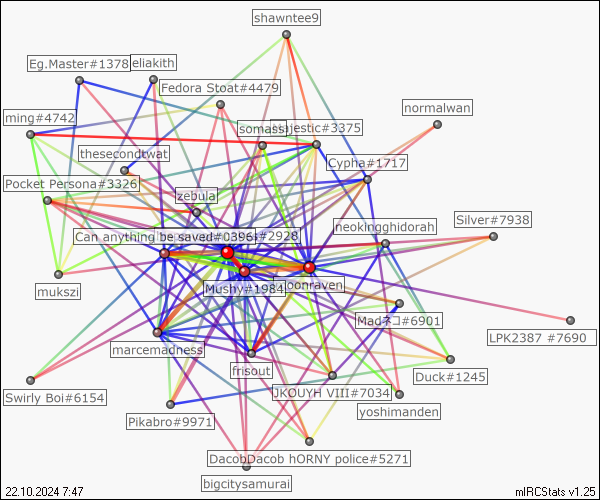 shawntee9
Eg.Master#1378
eliakith
Fedora Stoat#4479
normalwan
ming#4742
somassi
jestic#3375
thesecondtwat
Cypha#1717
Pocket Persona#3326
zebula
neokingghidorah
Silver#7938
Can anything be saved#0396
#2928
Mushy#1984
loonraven
mukszi
Madネコ#6901
LPK2387 #7690
marcemadness
frisout
Duck#1245
Swirly Boi#6154
JKOUYH VIII#7034
yoshimanden
Pikabro#9971
DacobDacob hORNY police#5271
bigcitysamurai
22.10.2024 7:47
mIRCStats v1.25